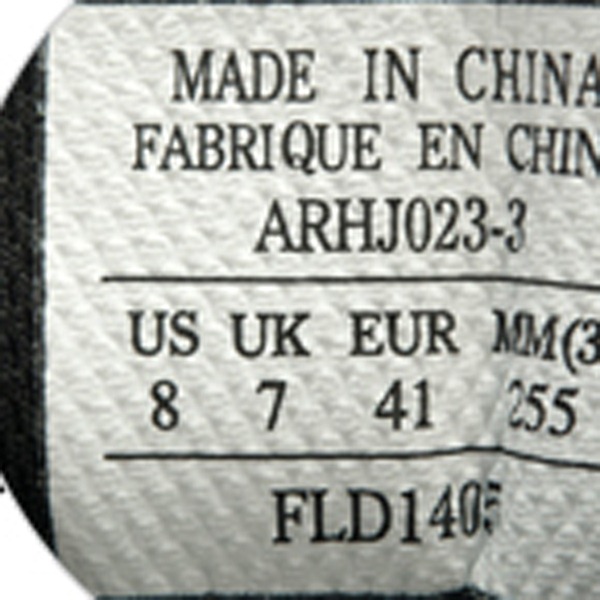 MADE IN CHINA
FABRIQUE EN CHIN
ARHJ023-3
US UK EUR MM(3
8 7 41 255
FLD1405